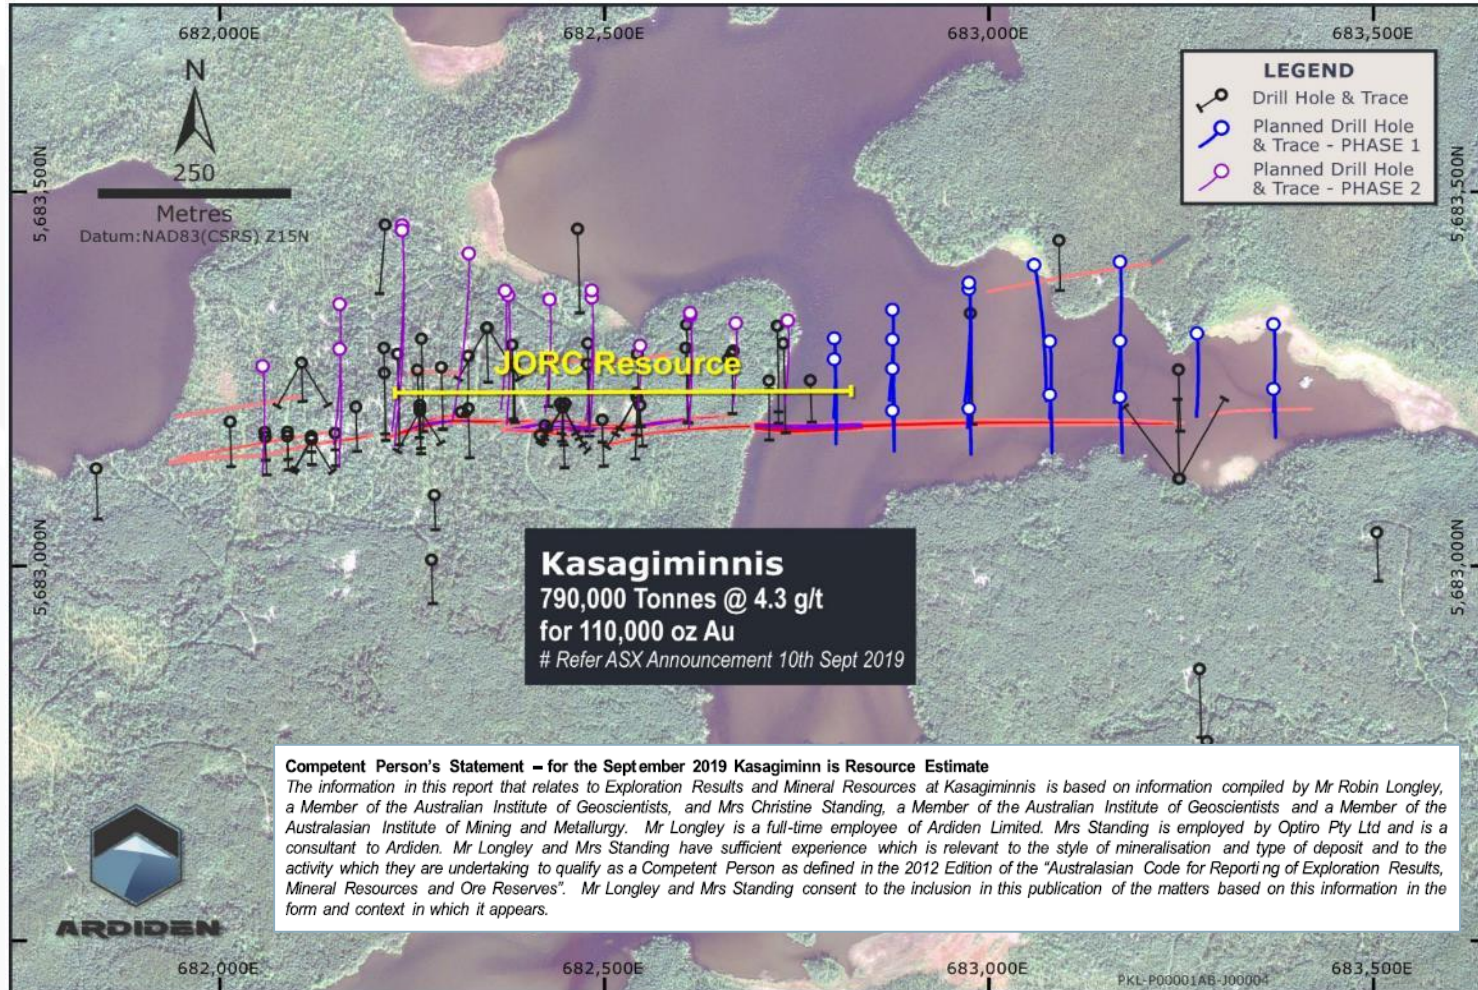 682,000E
682,500E
683,000E
683,500E
N
250
Metres
Datum:NAD83(CSRS) Z15N
LEGEND
Drill Hole & Trace
Planned Drill Hole
& Trace - PHASE 1
Planned Drill Hole
& Trace - PHASE 2
5,683,500N
5,683,500N
JORC Resource
5,683,000N
5,683,000N
Kasagiminnis
790,000 Tonnes @ 4.3 g/t
for 110,000 oz Au
# Refer ASX Announcement 10th Sept 2019
Competent Person's Statement – for the September 2019 Kasagiminn is Resource Estimate
The information in this report that relates to Exploration Results and Mineral Resources at Kasagiminnis is based on information compiled by Mr Robin Longley,
a Member of the Australian Institute of Geoscientists, and Mrs Christine Standing, a Member of the Australian Institute of Geoscientists and a Member of the
Australasian Institute of Mining and Metallurgy. Mr Longley is a full-time employee of Ardiden Limited. Mrs Standing is employed by Optiro Pty Ltd and is a
consultant to Ardiden. Mr Longley and Mrs Standing have sufficient experience which is relevant to the style of mineralisation and type of deposit and to the
activity which they are undertaking to qualify as a Competent Person as defined in the 2012 Edition of the “Australasian Code for Reporting of Exploration Results,
Mineral Resources and Ore Reserves”. Mr Longley and Mrs Standing consent to the inclusion in this publication of the matters based on this information in the
form and context in which it appears.
ARDIDEN
682,000E
682,500E
683,000E
683,500E
PKL-P00001AB-J00004